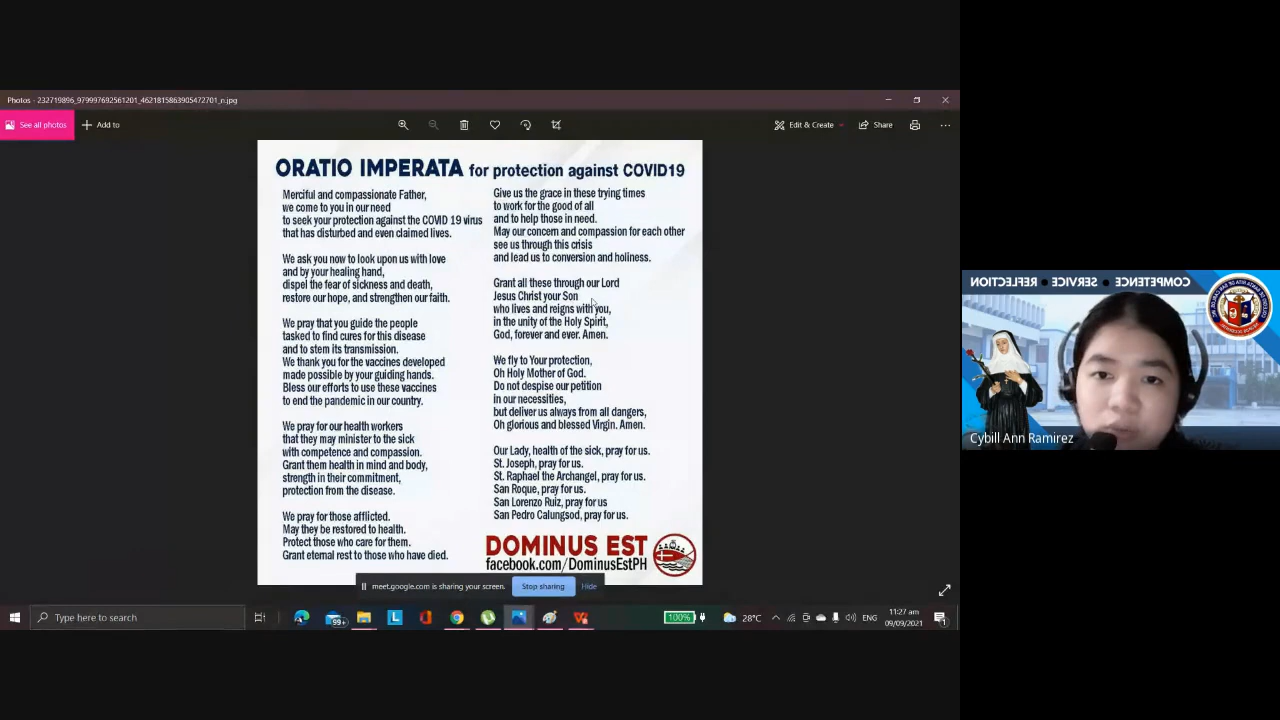 Photos - 232719896_979997692561201_4621815863905472701_n.jpg
See all photos
Add to
Edit & Create
Share
ORATIO IMPERATA for protection against COVID19
Merciful and compassionate Father,
we come to you in our need
to seek your protection against the COVID 19 virus
that has disturbed and even claimed lives.
We ask you now to look upon us with love
and by your healing hand,
dispel the fear of sickness and death,
restore our hope, and strengthen our faith.
We pray that you guide the people
tasked to find cures for this disease
and to stem its transmission.
We thank you for the vaccines developed
made possible by your guiding hands.
Bless our efforts to use these vaccines
to end the pandemic in our country.
We pray for our health workers
that they may minister to the sick
with competence and compassion.
Grant them health in mind and body,
strength in their commitment,
protection from the disease.
We pray for those afflicted.
May they be restored to health.
Protect those who care for them.
Grant eternal rest to those who have died.
Give us the grace in these trying times
to work for the good of all
and to help those in need.
May our concern and compassion for each other
see us through this crisis
and lead us to conversion and holiness.
Grant all these through our Lord
Jesus Christ your Son
who lives and reigns with you,
in the unity of the Holy Spirit,
God, forever and ever. Amen.
We fly to Your protection,
Oh Holy Mother of God.
Do not despise our petition
in our necessities,
but deliver us always from all dangers,
Oh glorious and blessed Virgin. Amen.
Our Lady, health of the sick, pray for us.
St. Joseph, pray for us.
St. Raphael the Archangel, pray for us.
San Roque, pray for us.
San Lorenzo Ruiz, pray for us
San Pedro Calungsod, pray for us.
DOMINUS EST
facebook.com/DominusEstPH
meet.google.com is sharing your screen.
Stop sharing
Hide
Type here to search
99+
100%
28°C
ENG
11:27 am
09/09/2021
COMPETENCE • SERVICE • REFLECTION
Cybill Ann Ramirez